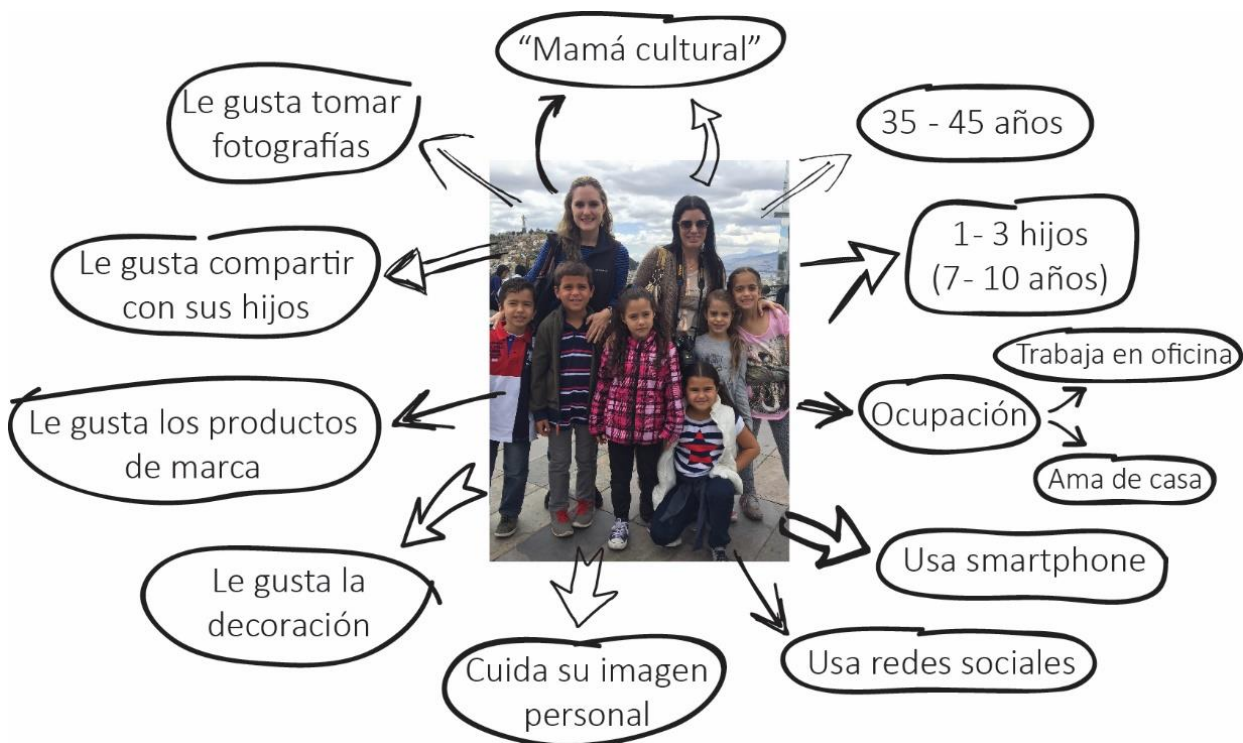 “Mamá cultural”
Le gusta tomar
fotografías
35 - 45 años
Le gusta compartir
con sus hijos
1- 3 hijos
(7- 10 años)
Le gusta los productos
de marca
Ocupación
Trabaja en oficina
Ama de casa
Le gusta la
decoración
Usa smartphone
Cuida su imagen
personal
Usa redes sociales